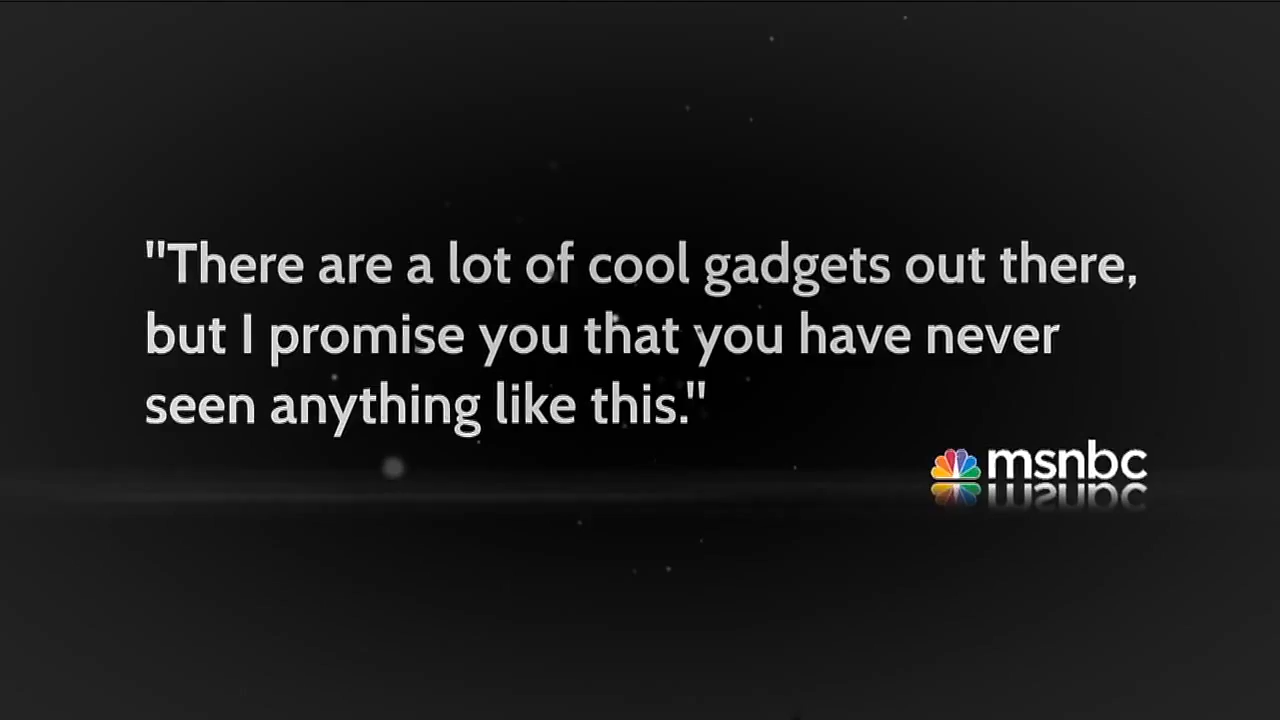 "There are a lot of cool gadgets out there,
but I promise you that you have never
seen anything like this."
msnbc